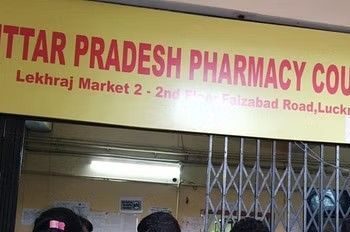 UTTAR PRADESH PHARMACY COU
Lekhraj Market 2 - 2nd Floor Faizabad Road,Luckn